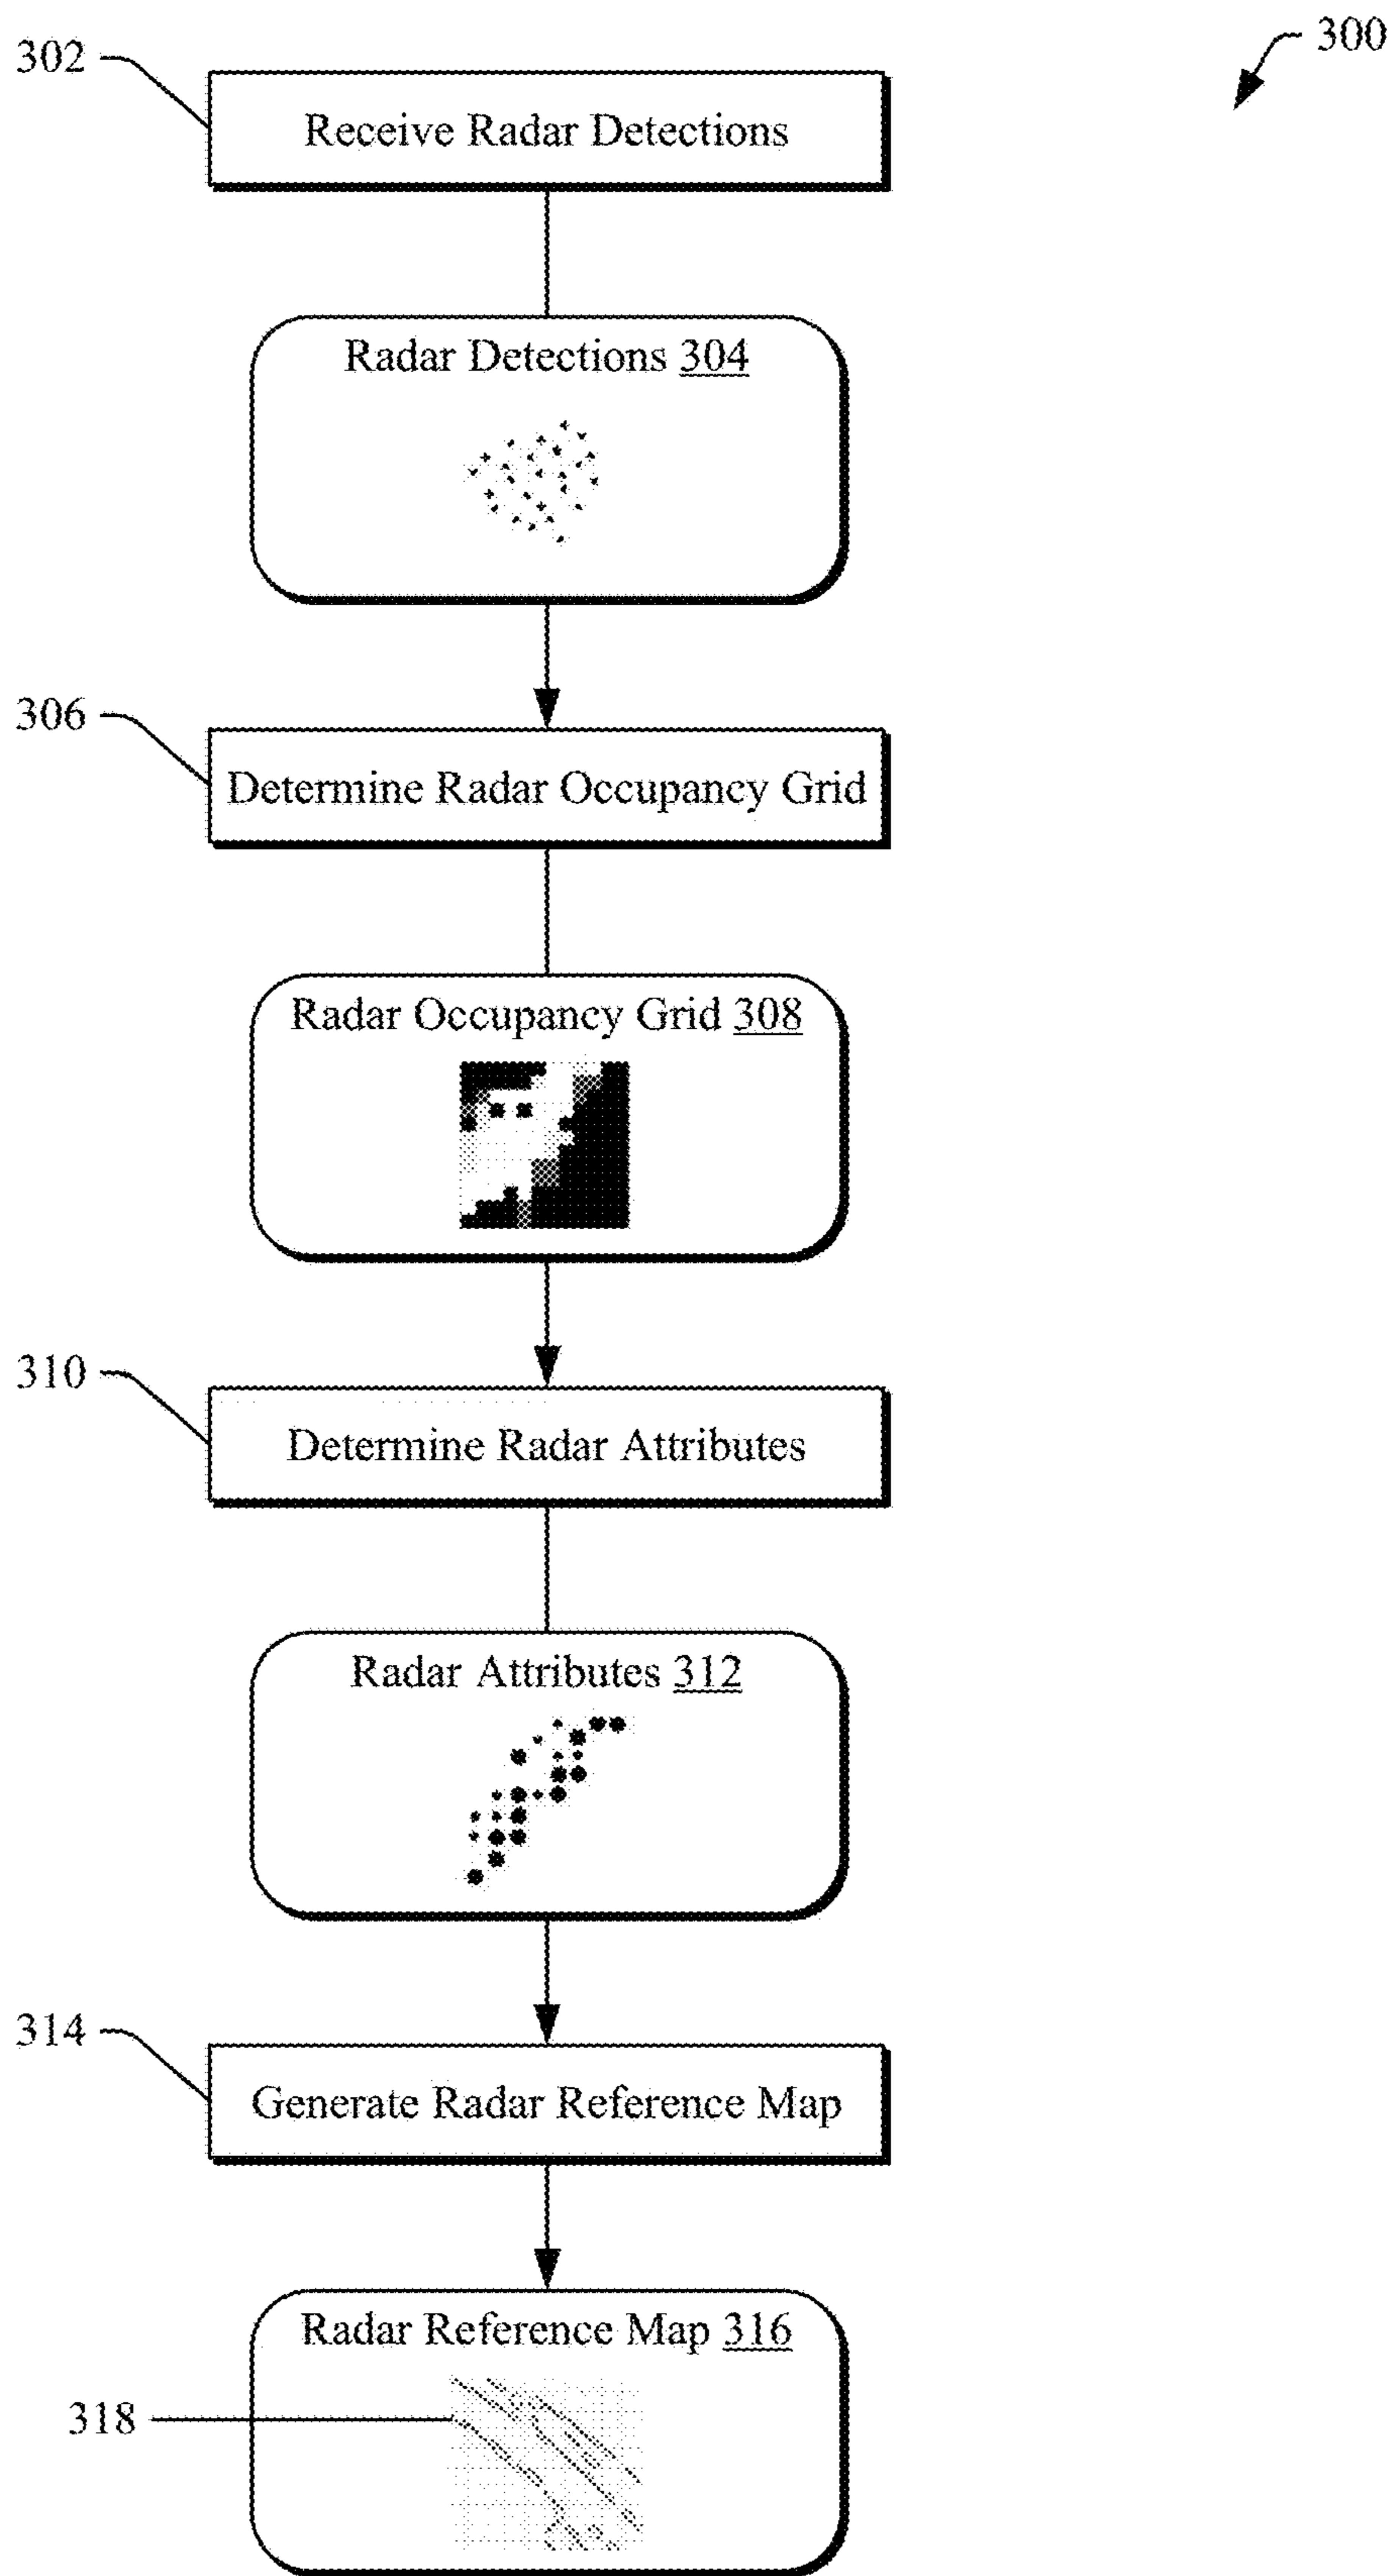 300
302
Receive Radar Detections
Radar Detections 304
306
Determine Radar Occupancy Grid
Radar Occupancy Grid 308
310
Determine Radar Attributes
Radar Attributes 312
314
Generate Radar Reference Map
Radar Reference Map 316
318